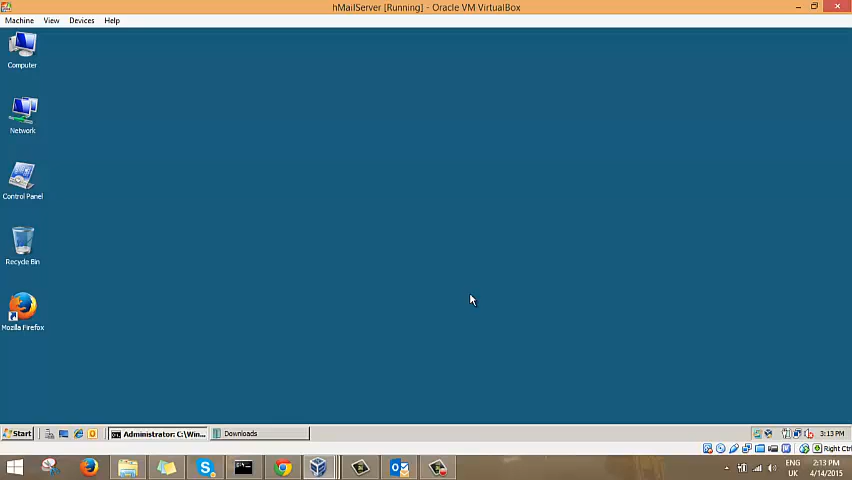 hMailServer [Running] - Oracle VM VirtualBox
Machine View Devices Help
Computer
Network
Control Panel
Recycle Bin
Mozilla Firefox
Start Administrator: C:\Win... Downloads 3:13 PM
Right Ctrl
ENG 2:13 PM
UK 4/14/2015